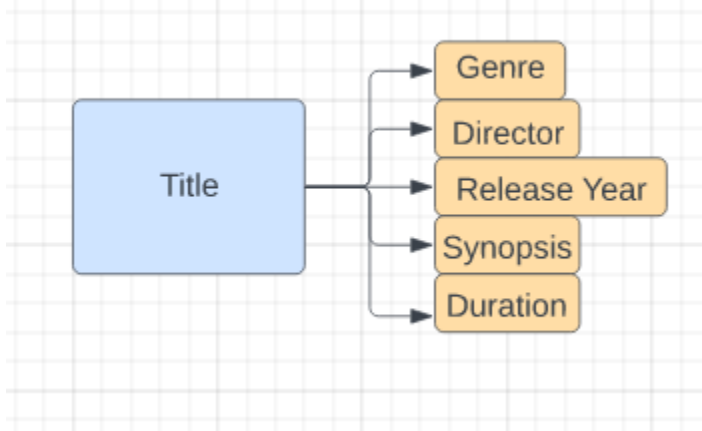 Title
Genre
Director
Release Year
Synopsis
Duration